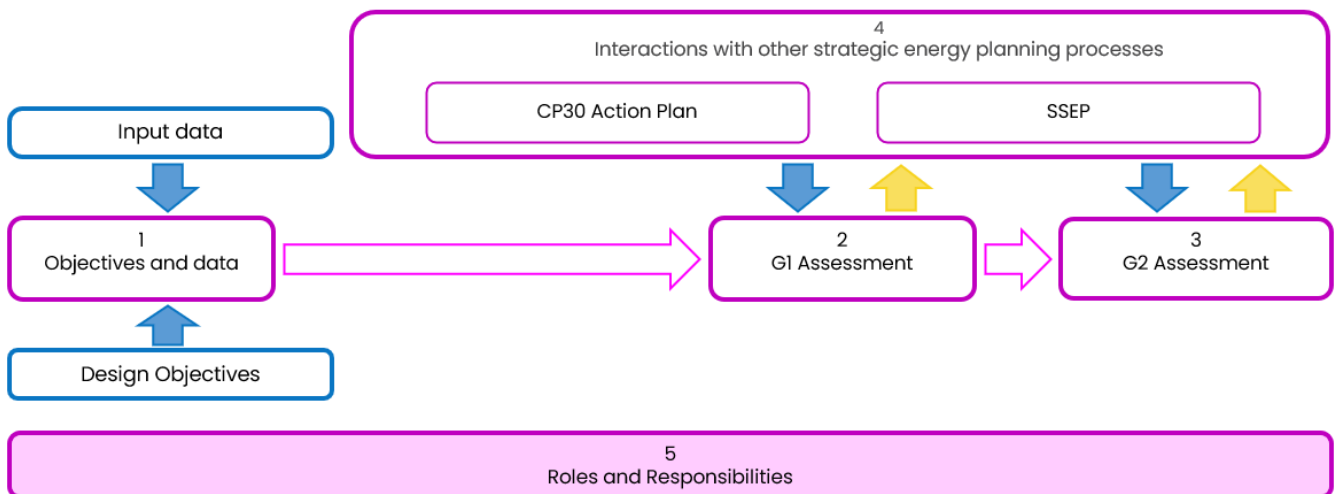 4
Interactions with other strategic energy planning processes
CP30 Action Plan
SSEP
Input data
1
Objectives and data
2
G1 Assessment
3
G2 Assessment
Design Objectives
5
Roles and Responsibilities